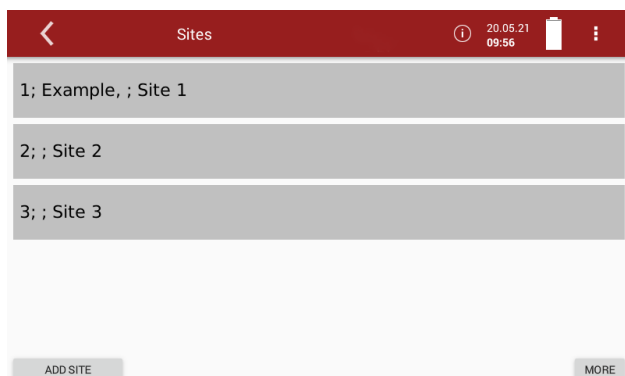 Sites
20.05.21
09:56
1; Example, ; Site 1
2; ; Site 2
3; ; Site 3
ADD SITE
MORE